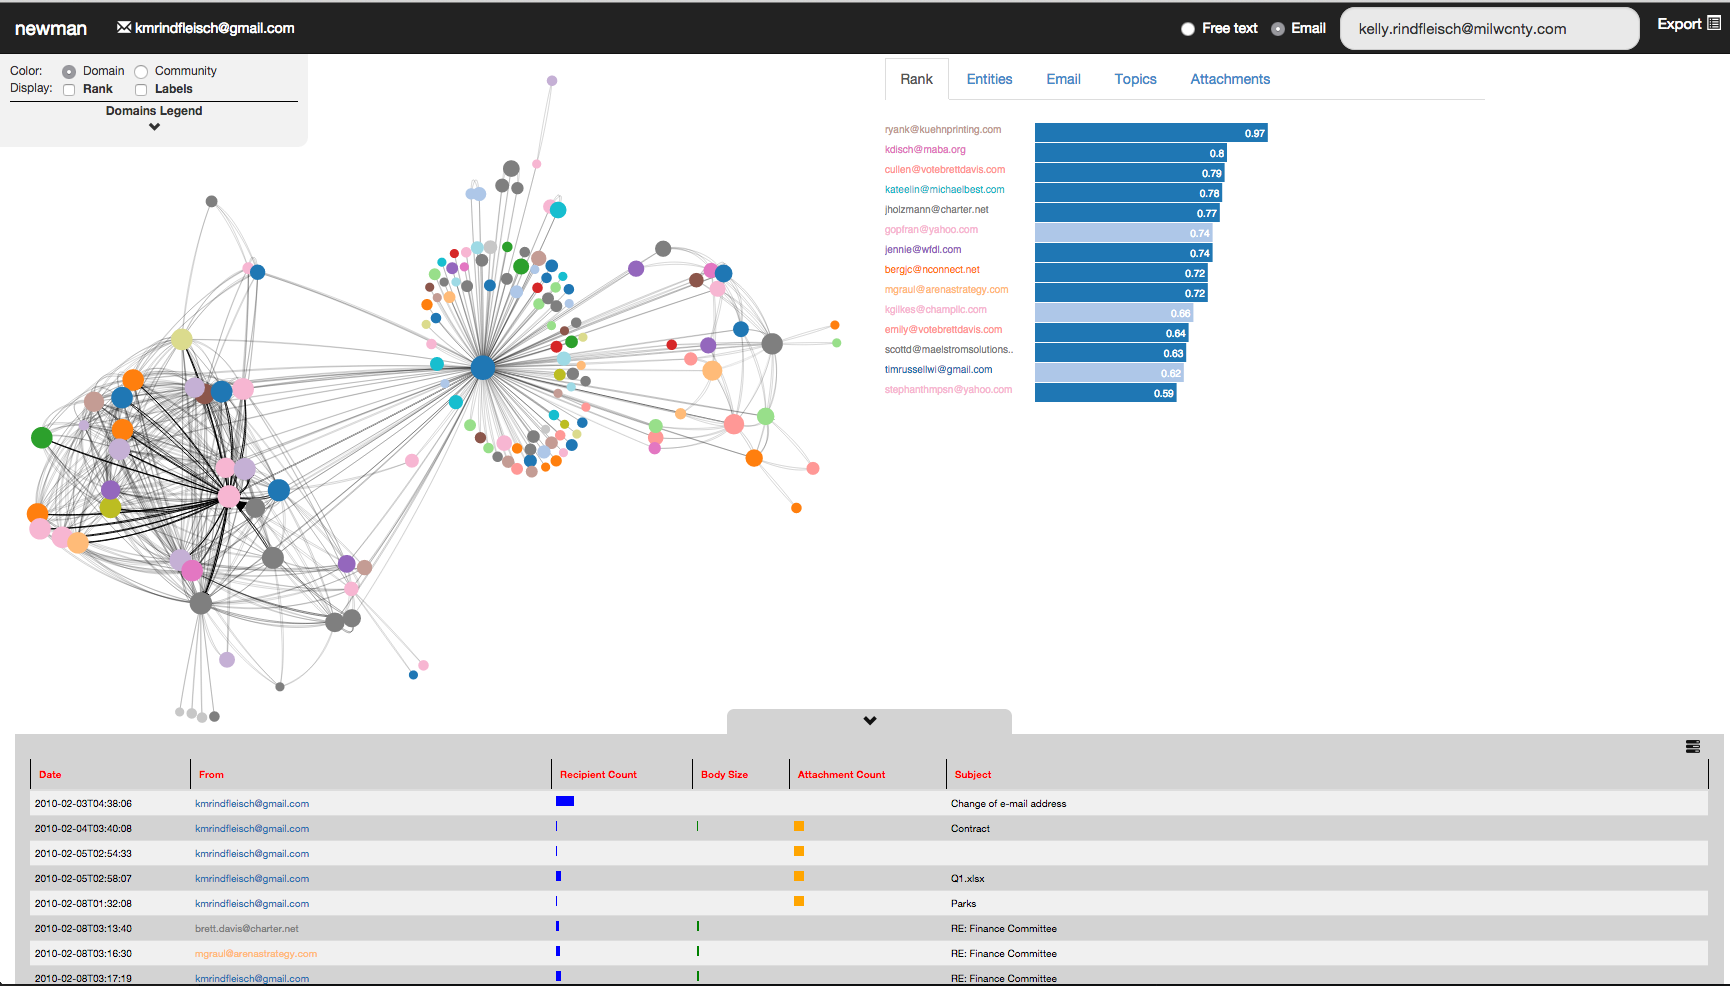 newman kmrindfleisch@gmail.com Free text Email kelly.rindfleisch@milwcnty.com Export
Color: Domain Community
Display: Rank Labels
Domains Legend
Rank Entities Email Topics Attachments
ryank@kuehnprinting.com 0.97
kdisch@maba.org 0.8
cullen@votebrettdavis.com 0.79
kateelin@michaelbest.com 0.78
jholzmann@charter.net 0.77
gopfran@yahoo.com 0.74
jennie@wfdl.com 0.74
bergjc@nconnect.net 0.72
mgraul@arenastrategy.com 0.72
kgilkes@champllc.com 0.66
emily@votebrettdavis.com 0.64
scottd@maelstromsolutions.. 0.63
timrussellwi@gmail.com 0.62
stephanthmpsn@yahoo.com 0.59
Date From Recipient Count Body Size Attachment Count Subject
2010-02-03T04:38:06 kmrindfleisch@gmail.com Change of e-mail address
2010-02-04T03:40:08 kmrindfleisch@gmail.com Contract
2010-02-05T02:54:33 kmrindfleisch@gmail.com
2010-02-05T02:58:07 kmrindfleisch@gmail.com Q1.xlsx
2010-02-08T01:32:08 kmrindfleisch@gmail.com Parks
2010-02-08T03:13:40 brett.davis@charter.net RE: Finance Committee
2010-02-08T03:16:30 mgraul@arenastrategy.com RE: Finance Committee
2010-02-08T03:17:19 kmrindfleisch@gmail.com RE: Finance Committee